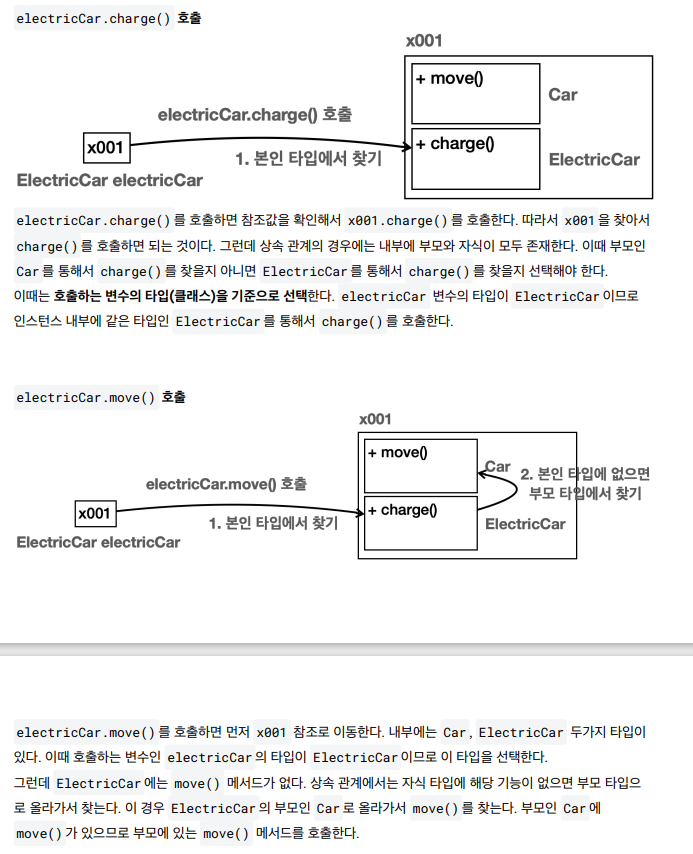 electricCar.charge() 호출
x001
+ move()
Car
electricCar.charge() 호출
x001
1. 본인 타입에서 찾기
+ charge()
ElectricCar
ElectricCar electricCar
electricCar.charge() 를 호출하면 참조값을 확인해서 x001.charge() 를 호출한다. 따라서 x001 을 찾아서
charge() 를 호출하면 되는 것이다. 그런데 상속 관계의 경우에는 내부에 부모와 자식이 모두 존재한다. 이때 부모인
Car 를 통해서 charge() 를 찾을지 아니면 ElectricCar 를 통해서 charge() 를 찾을지 선택해야 한다.
이때는 호출하는 변수의 타입(클래스)을 기준으로 선택한다. electricCar 변수의 타입이 ElectricCar 이므로
인스턴스 내부에 같은 타입인 ElectricCar 를 통해서 charge() 를 호출한다.
electricCar.move() 호출
x001
+ move()
Car
2. 본인 타입에 없으면
부모 타입에서 찾기
electricCar.move() 호출
x001
1. 본인 타입에서 찾기
+ charge()
ElectricCar
ElectricCar electricCar
electricCar.move() 를 호출하면 먼저 x001 참조로 이동한다. 내부에는 Car, ElectricCar 두가지 타입이
있다. 이때 호출하는 변수인 electricCar 의 타입이 ElectricCar 이므로 이 타입을 선택한다.
그런데 ElectricCar 에는 move() 메서드가 없다. 상속 관계에서는 자식 타입에 해당 기능이 없으면 부모 타입으
로 올라가서 찾는다. 이 경우 ElectricCar 의 부모인 Car 로 올라가서 move() 를 찾는다. 부모인 Car 에
move() 가 있으므로 부모에 있는 move() 메서드를 호출한다.